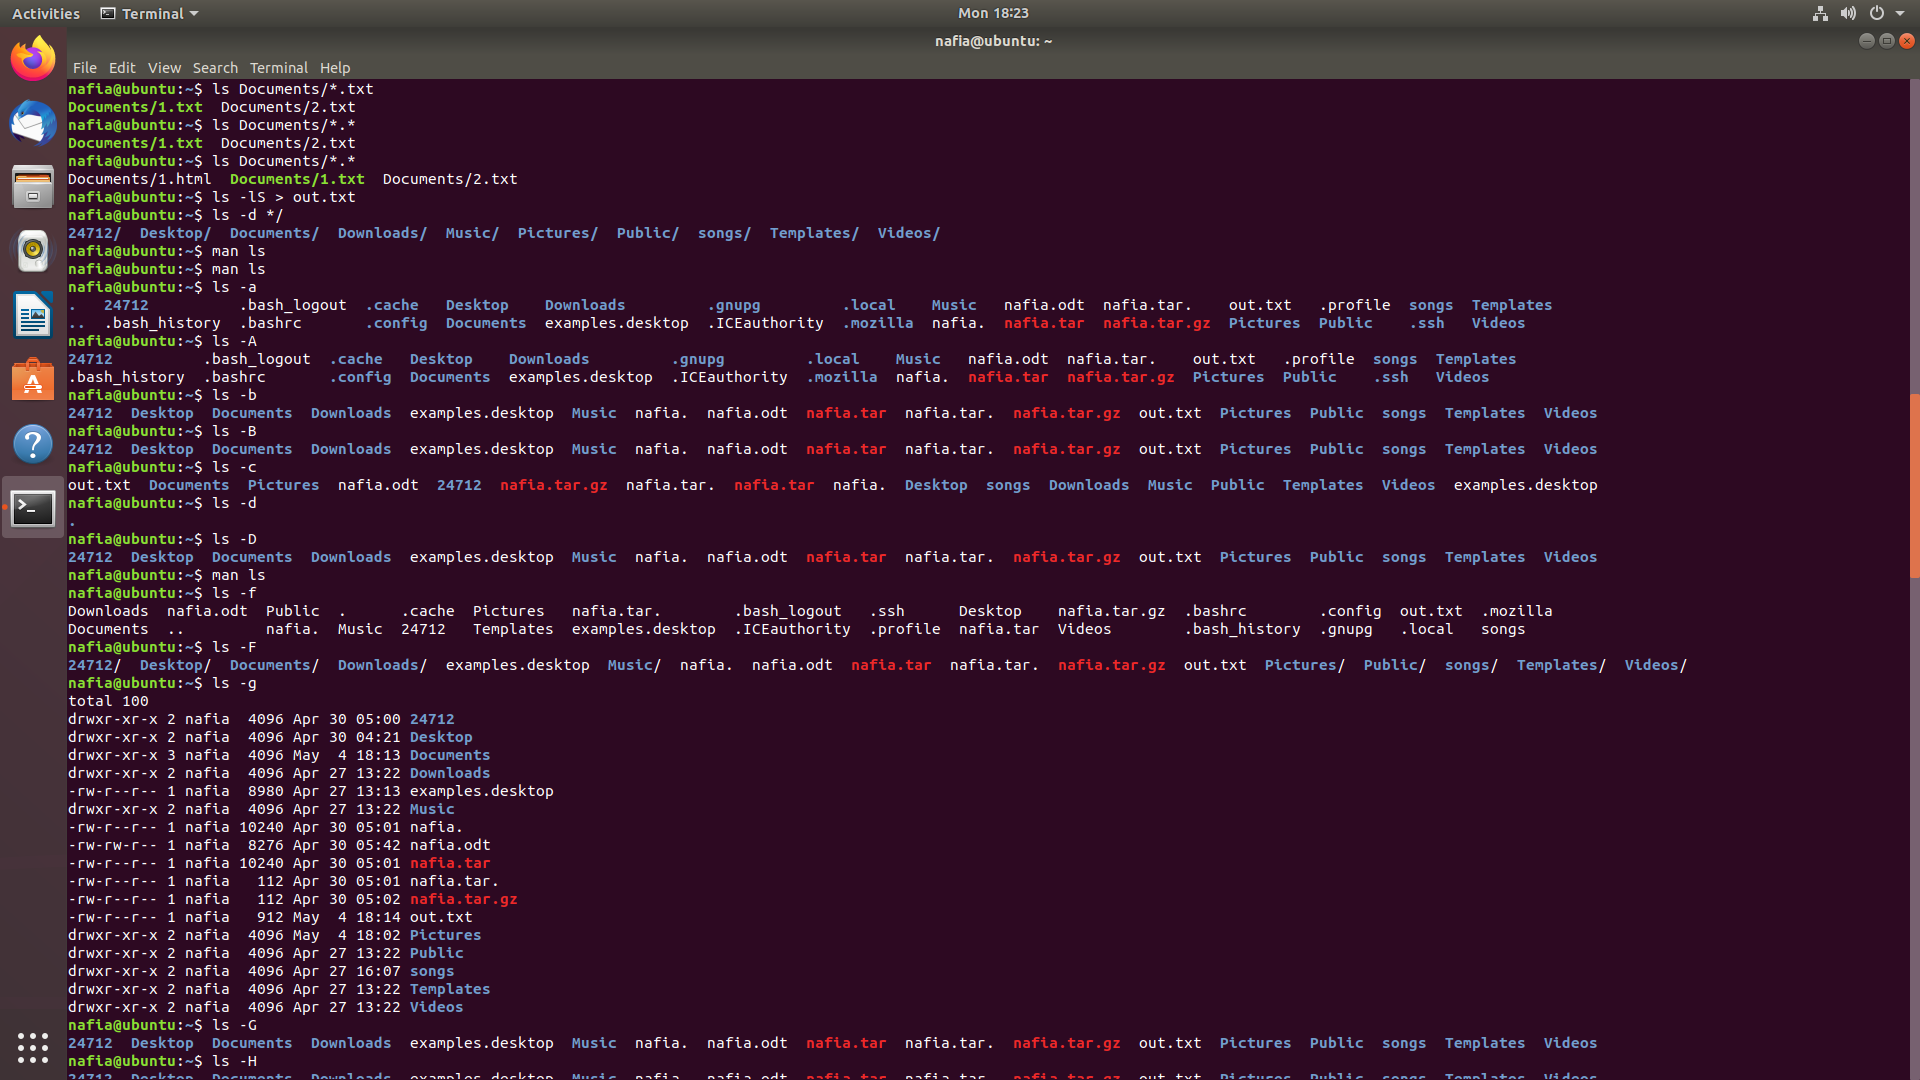 Activities Terminal Mon 18:23
nafia@ubuntu: ~
File Edit View Search Terminal Help
nafia@ubuntu:~$ ls Documents/*.txt
Documents/1.txt  Documents/2.txt
nafia@ubuntu:~$ ls Documents/*.*
Documents/1.txt  Documents/2.txt
nafia@ubuntu:~$ ls Documents/*.*
Documents/1.html  Documents/1.txt  Documents/2.txt
nafia@ubuntu:~$ ls -lS > out.txt
nafia@ubuntu:~$ ls -d */
24712/  Desktop/  Documents/  Downloads/  Music/  Pictures/  Public/  songs/  Templates/  Videos/
nafia@ubuntu:~$ man ls
nafia@ubuntu:~$ man ls
nafia@ubuntu:~$ ls -a
.   24712          .bash_logout  .cache   Desktop    Downloads         .gnupg         .local    Music   nafia.odt  nafia.tar.    out.txt   .profile  songs  Templates
..  .bash_history  .bashrc       .config  Documents  examples.desktop  .ICEauthority  .mozilla  nafia.  nafia.tar  nafia.tar.gz  Pictures  Public    .ssh   Videos
nafia@ubuntu:~$ ls -A
24712          .bash_logout  .cache   Desktop    Downloads         .gnupg         .local    Music   nafia.odt  nafia.tar.    out.txt   .profile  songs  Templates
.bash_history  .bashrc       .config  Documents  examples.desktop  .ICEauthority  .mozilla  nafia.  nafia.tar  nafia.tar.gz  Pictures  Public    .ssh   Videos
nafia@ubuntu:~$ ls -b
24712  Desktop  Documents  Downloads  examples.desktop  Music  nafia.  nafia.odt  nafia.tar  nafia.tar.  nafia.tar.gz  out.txt  Pictures  Public  songs  Templates  Videos
nafia@ubuntu:~$ ls -B
24712  Desktop  Documents  Downloads  examples.desktop  Music  nafia.  nafia.odt  nafia.tar  nafia.tar.  nafia.tar.gz  out.txt  Pictures  Public  songs  Templates  Videos
nafia@ubuntu:~$ ls -c
out.txt  Documents  Pictures  nafia.odt  24712  nafia.tar.gz  nafia.tar.  nafia.tar  nafia.  Desktop  songs  Downloads  Music  Public  Templates  Videos  examples.desktop
nafia@ubuntu:~$ ls -d
.
nafia@ubuntu:~$ ls -D
24712  Desktop  Documents  Downloads  examples.desktop  Music  nafia.  nafia.odt  nafia.tar  nafia.tar.  nafia.tar.gz  out.txt  Pictures  Public  songs  Templates  Videos
nafia@ubuntu:~$ man ls
nafia@ubuntu:~$ ls -f
Downloads  nafia.odt  Public  .      .cache  Pictures   nafia.tar.        .bash_logout   .ssh      Desktop    nafia.tar.gz  .bashrc        .config  out.txt  .mozilla
Documents  ..         nafia.  Music  24712   Templates  examples.desktop  .ICEauthority  .profile  nafia.tar  Videos        .bash_history  .gnupg   .local   songs
nafia@ubuntu:~$ ls -F
24712/  Desktop/  Documents/  Downloads/  examples.desktop  Music/  nafia.  nafia.odt  nafia.tar  nafia.tar.  nafia.tar.gz  out.txt  Pictures/  Public/  songs/  Templates/  Videos/
nafia@ubuntu:~$ ls -g
total 100
drwxr-xr-x 2 nafia  4096 Apr 30 05:00 24712
drwxr-xr-x 2 nafia  4096 Apr 30 04:21 Desktop
drwxr-xr-x 3 nafia  4096 May  4 18:13 Documents
drwxr-xr-x 2 nafia  4096 Apr 27 13:22 Downloads
-rw-r--r-- 1 nafia  8980 Apr 27 13:13 examples.desktop
drwxr-xr-x 2 nafia  4096 Apr 27 13:22 Music
-rw-r--r-- 1 nafia 10240 Apr 30 05:01 nafia.
-rw-rw-r-- 1 nafia  8276 Apr 30 05:42 nafia.odt
-rw-r--r-- 1 nafia 10240 Apr 30 05:01 nafia.tar
-rw-r--r-- 1 nafia   112 Apr 30 05:01 nafia.tar.
-rw-r--r-- 1 nafia   112 Apr 30 05:02 nafia.tar.gz
-rw-r--r-- 1 nafia   912 May  4 18:14 out.txt
drwxr-xr-x 2 nafia  4096 May  4 18:02 Pictures
drwxr-xr-x 2 nafia  4096 Apr 27 13:22 Public
drwxr-xr-x 2 nafia  4096 Apr 27 16:07 songs
drwxr-xr-x 2 nafia  4096 Apr 27 13:22 Templates
drwxr-xr-x 2 nafia  4096 Apr 27 13:22 Videos
nafia@ubuntu:~$ ls -G
24712  Desktop  Documents  Downloads  examples.desktop  Music  nafia.  nafia.odt  nafia.tar  nafia.tar.  nafia.tar.gz  out.txt  Pictures  Public  songs  Templates  Videos
nafia@ubuntu:~$ ls -H
24712  Desktop  Documents  Downloads  examples.desktop  Music  nafia.  nafia.odt  nafia.tar  nafia.tar.  nafia.tar.gz  out.txt  Pictures  Public  songs  Templates  Videos